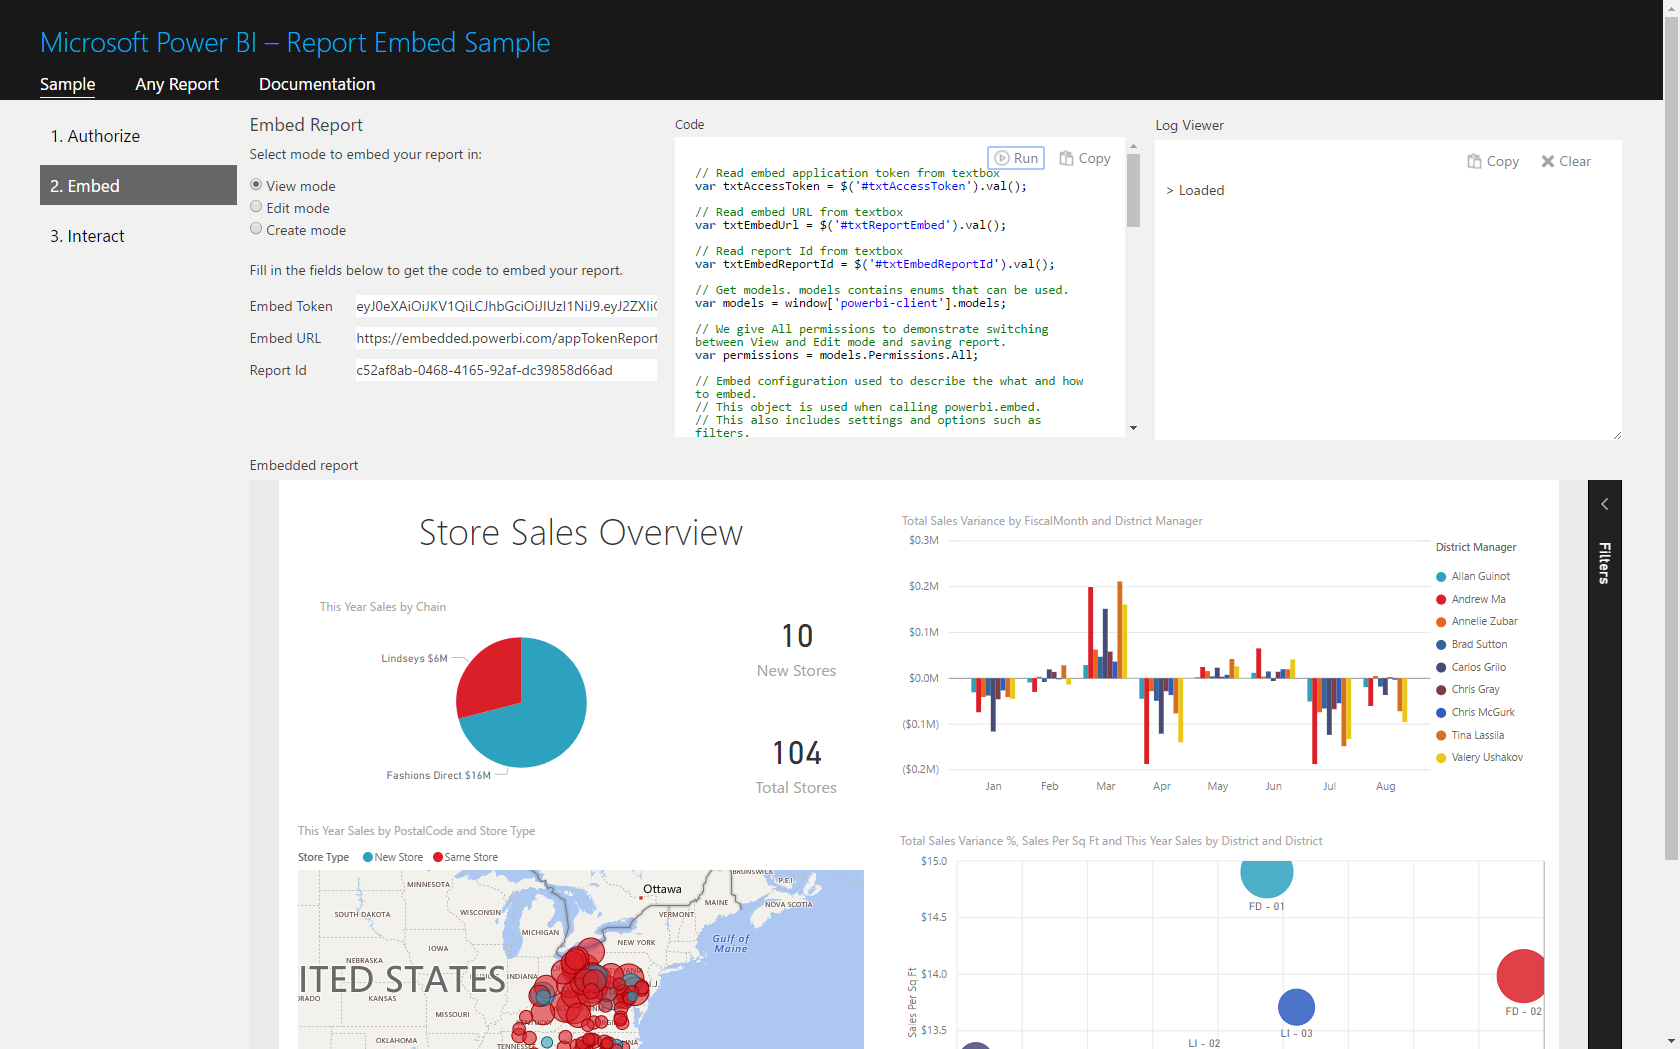 Microsoft Power BI – Report Embed Sample
Sample Any Report Documentation
1. Authorize
2. Embed
3. Interact
Embed Report
Select mode to embed your report in:
View mode
Edit mode
Create mode
Fill in the fields below to get the code to embed your report.
Embed Token eyJ0eXAiOiJKV1QiLCJhbGciOiJIUzI1NiJ9.eyJ2ZXIiO
Embed URL https://embedded.powerbi.com/appTokenReport
Report Id c52af8ab-0468-4165-92af-dc39858d66ad
Code
Run Copy
// Read embed application token from textbox
var txtAccessToken = $('#txtAccessToken').val();
// Read embed URL from textbox
var txtEmbedUrl = $('#txtReportEmbed').val();
// Read report Id from textbox
var txtEmbedReportId = $('#txtEmbedReportId').val();
// Get models. models contains enums that can be used.
var models = window['powerbi-client'].models;
// We give All permissions to demonstrate switching
between View and Edit mode and saving report.
var permissions = models.Permissions.All;
// Embed configuration used to describe the what and how
to embed.
// This object is used when calling powerbi.embed.
// This also includes settings and options such as
filters.
Log Viewer
Copy Clear
> Loaded
Embedded report
Store Sales Overview
This Year Sales by Chain
Lindseys $6M
Fashions Direct $16M
10
New Stores
104
Total Stores
Total Sales Variance by FiscalMonth and District Manager
$0.3M
$0.2M
$0.1M
$0.0M
($0.1M)
($0.2M)
Jan Feb Mar Apr May Jun Jul Aug
District Manager
Allan Guinot
Andrew Ma
Annelie Zubar
Brad Sutton
Carlos Grilo
Chris Gray
Chris McGurk
Tina Lassila
Valery Ushakov
Filters
This Year Sales by PostalCode and Store Type
Store Type New Store Same Store
MINNESOTA
SOUTH DAKOTA
WISCONSIN
MICHIGAN
IOWA
NEBRASKA
ITED STATES
INDIANA
KANSAS
MISSOURI
OKLAHOMA
Ottawa
BRUNSWICK
P.E.I.
MAINE
NOVA SCOTIA
VERMONT
NEW YORK
Gulf of
Maine
N.J.
Total Sales Variance %, Sales Per Sq Ft and This Year Sales by District and District
$15.0
$14.5
$14.0
$13.5
Sales Per Sq Ft
FD - 01
FD - 02
LI - 03
LI - 02